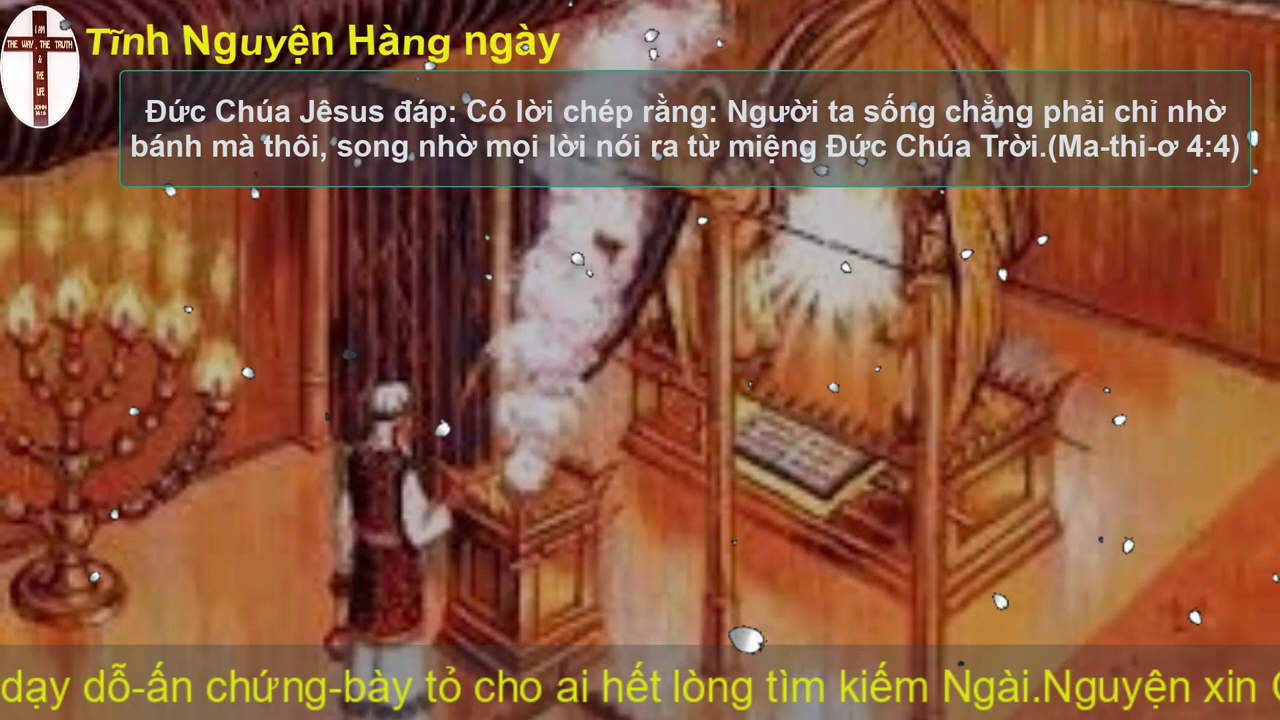 I AM
THE WAY, THE TRUTH
&
THE
LIFE
JOHN
14:6
Tĩnh Nguyện Hàng ngày
Đức Chúa Jêsus đáp: Có lời chép rằng: Người ta sống chẳng phải chỉ nhờ
bánh mà thôi, song nhờ mọi lời nói ra từ miệng Đức Chúa Trời.(Ma-thi-ơ 4:4)
dạy dỗ-ấn chứng-bày tỏ cho ai hết lòng tìm kiếm Ngài.Nguyện xin